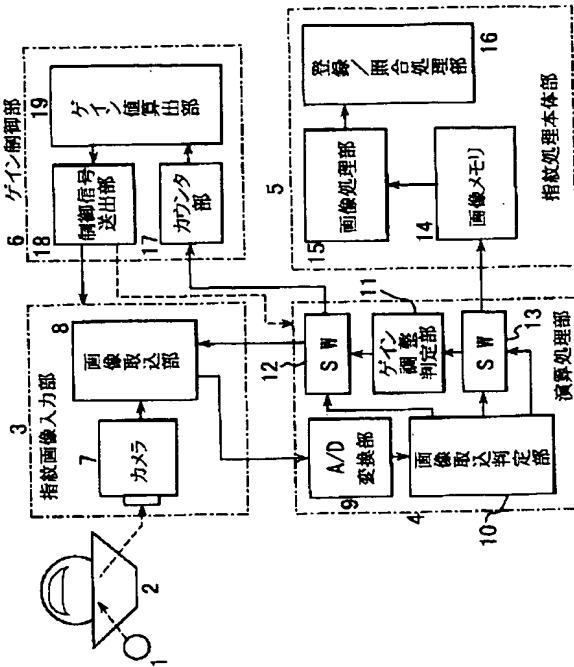 1
2
3
指紋画像入力部
7
カメラ
8
画像取込部
6
ゲイン制御部
18
制御信号
送出部
19
ゲイン値算出部
17
カウンタ
部
4
演算処理部
9
A/D
変換部
10
画像取込判定部
12
SW
11
ゲイン
調整
判定部
13
SW
5
指紋処理本体部
14
画像メモリ
15
画像処理部
16
登録/照合処理部